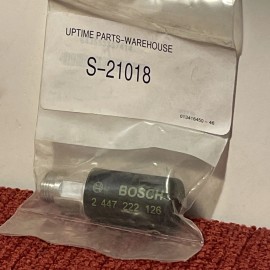 UPTIME PARTS-WAREHOUSE
S-21018
BOSCH
2 447 222 126